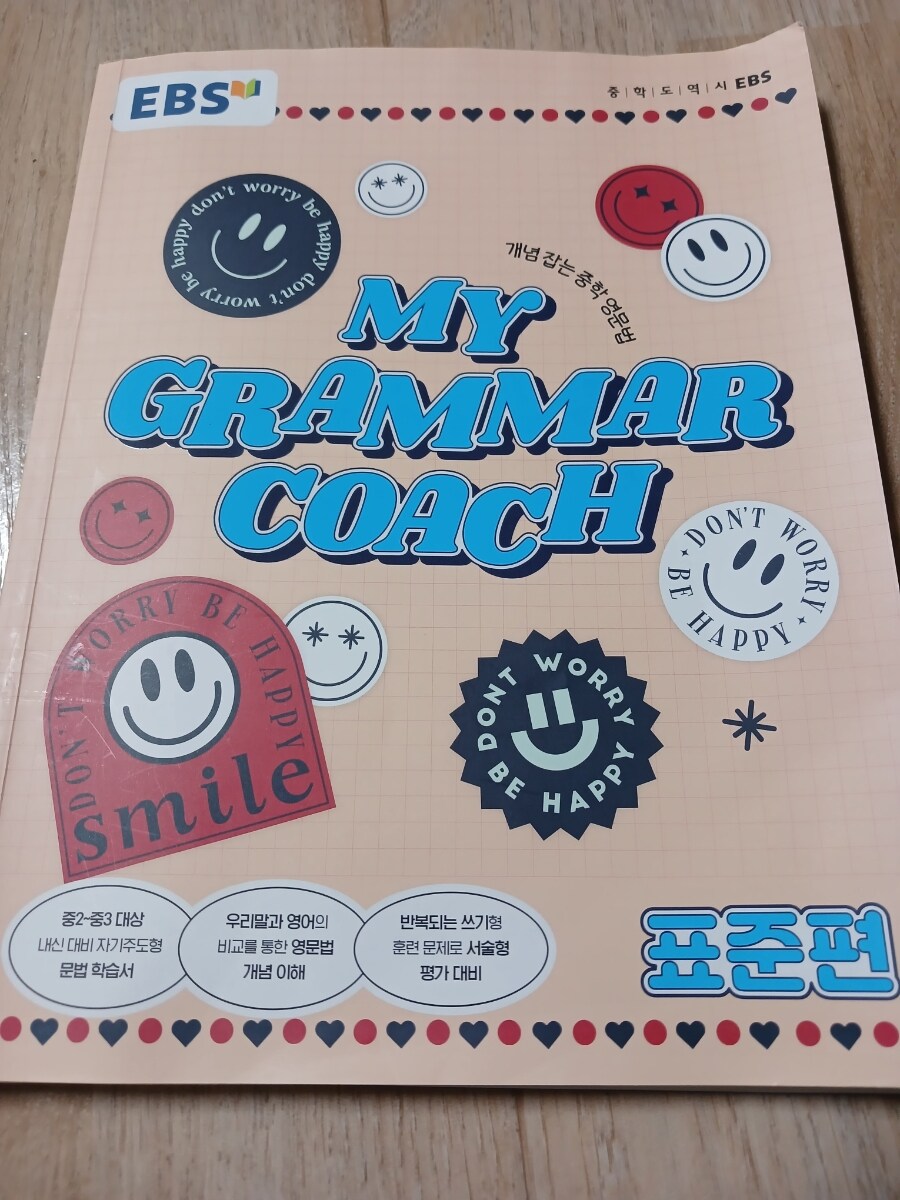 EBS
중|학|도|역|시 EBS
don't worry be happy don't worry be happy
개념 잡는 중학 영문법
MY
GRAMMAR
COACH
DON'T WORRY
BE HAPPY
DON'T WORRY BE HAPPY
smile
DONT WORRY
BE HAPPY
중2~중3 대상
내신 대비 자기주도형
문법 학습서
우리말과 영어의
비교를 통한 영문법
개념 이해
반복되는 쓰기형
훈련 문제로 서술형
평가 대비
표준편